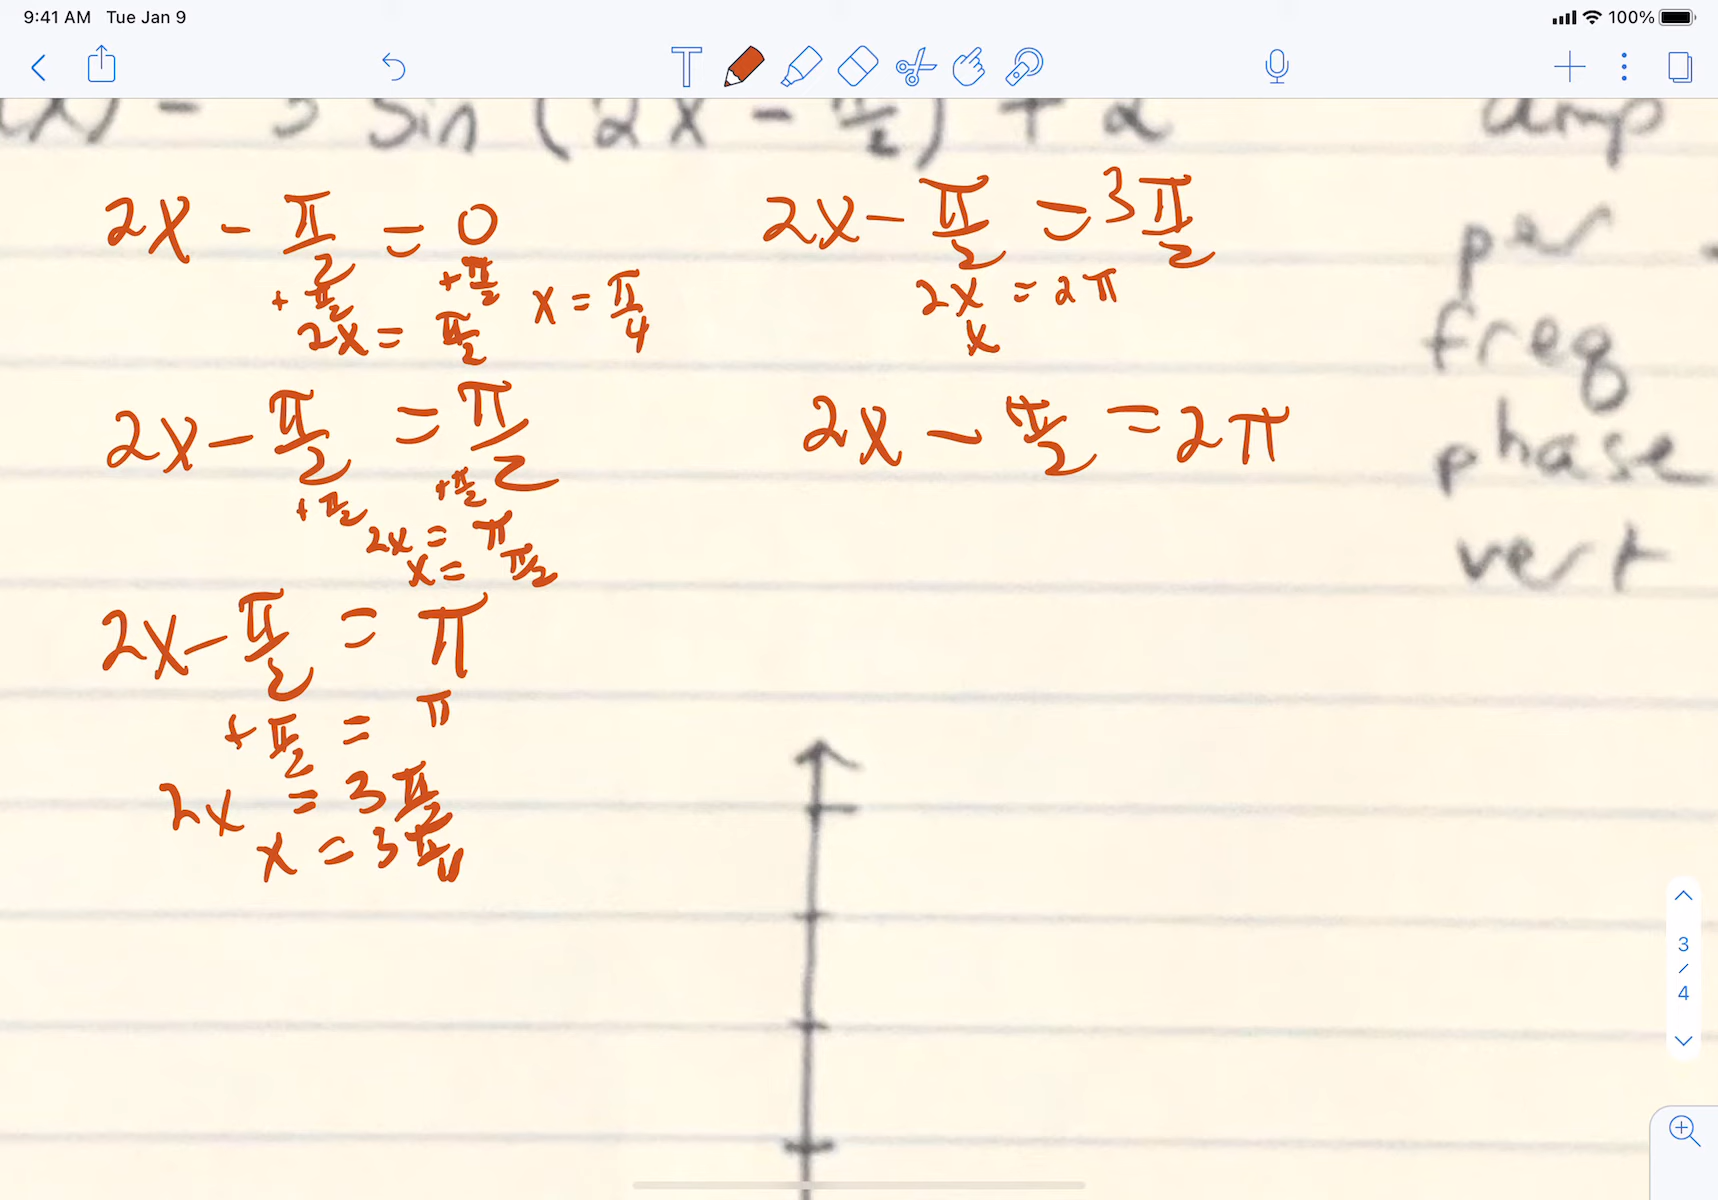 9:41 AM Tue Jan 9
100%
(x) - 3 sin (2x - π/2) + 2
amp
2x - π/2 = 0
+ π/2 + π/2
2x = π/2
x = π/4
2x - π/2 = π/2
+ π/2 + π/2
2x = π
x = π/2
2x - π/2 = π
+ π/2 = π
2x = 3π/2
x = 3π/4
2x - π/2 = 3π/2
2x = 2π
x
2x - π/2 = 2π
per -
freq
phase
vert
3
/
4